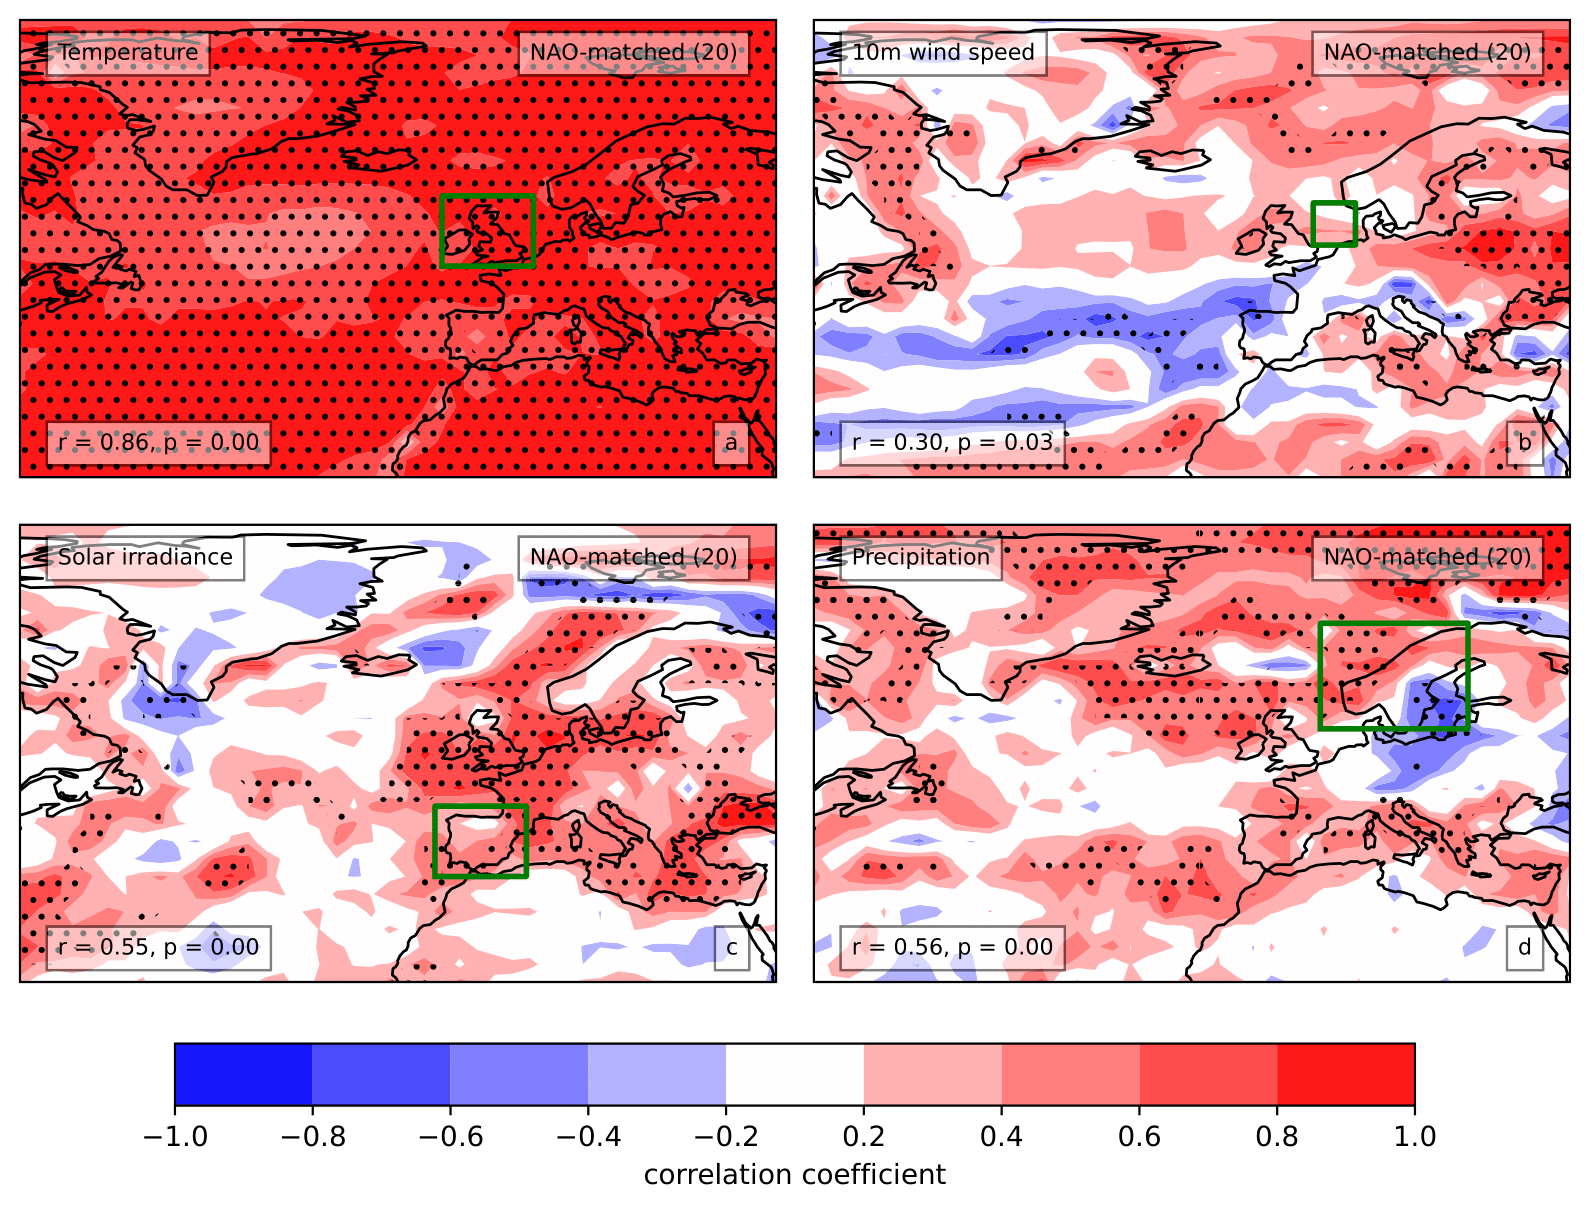 Temperature
NAO-matched (20)
r = 0.86, p = 0.00
a
10m wind speed
NAO-matched (20)
r = 0.30, p = 0.03
b
Solar irradiance
NAO-matched (20)
r = 0.55, p = 0.00
c
Precipitation
NAO-matched (20)
r = 0.56, p = 0.00
d
−1.0 −0.8 −0.6 −0.4 −0.2 0.2 0.4 0.6 0.8 1.0
correlation coefficient